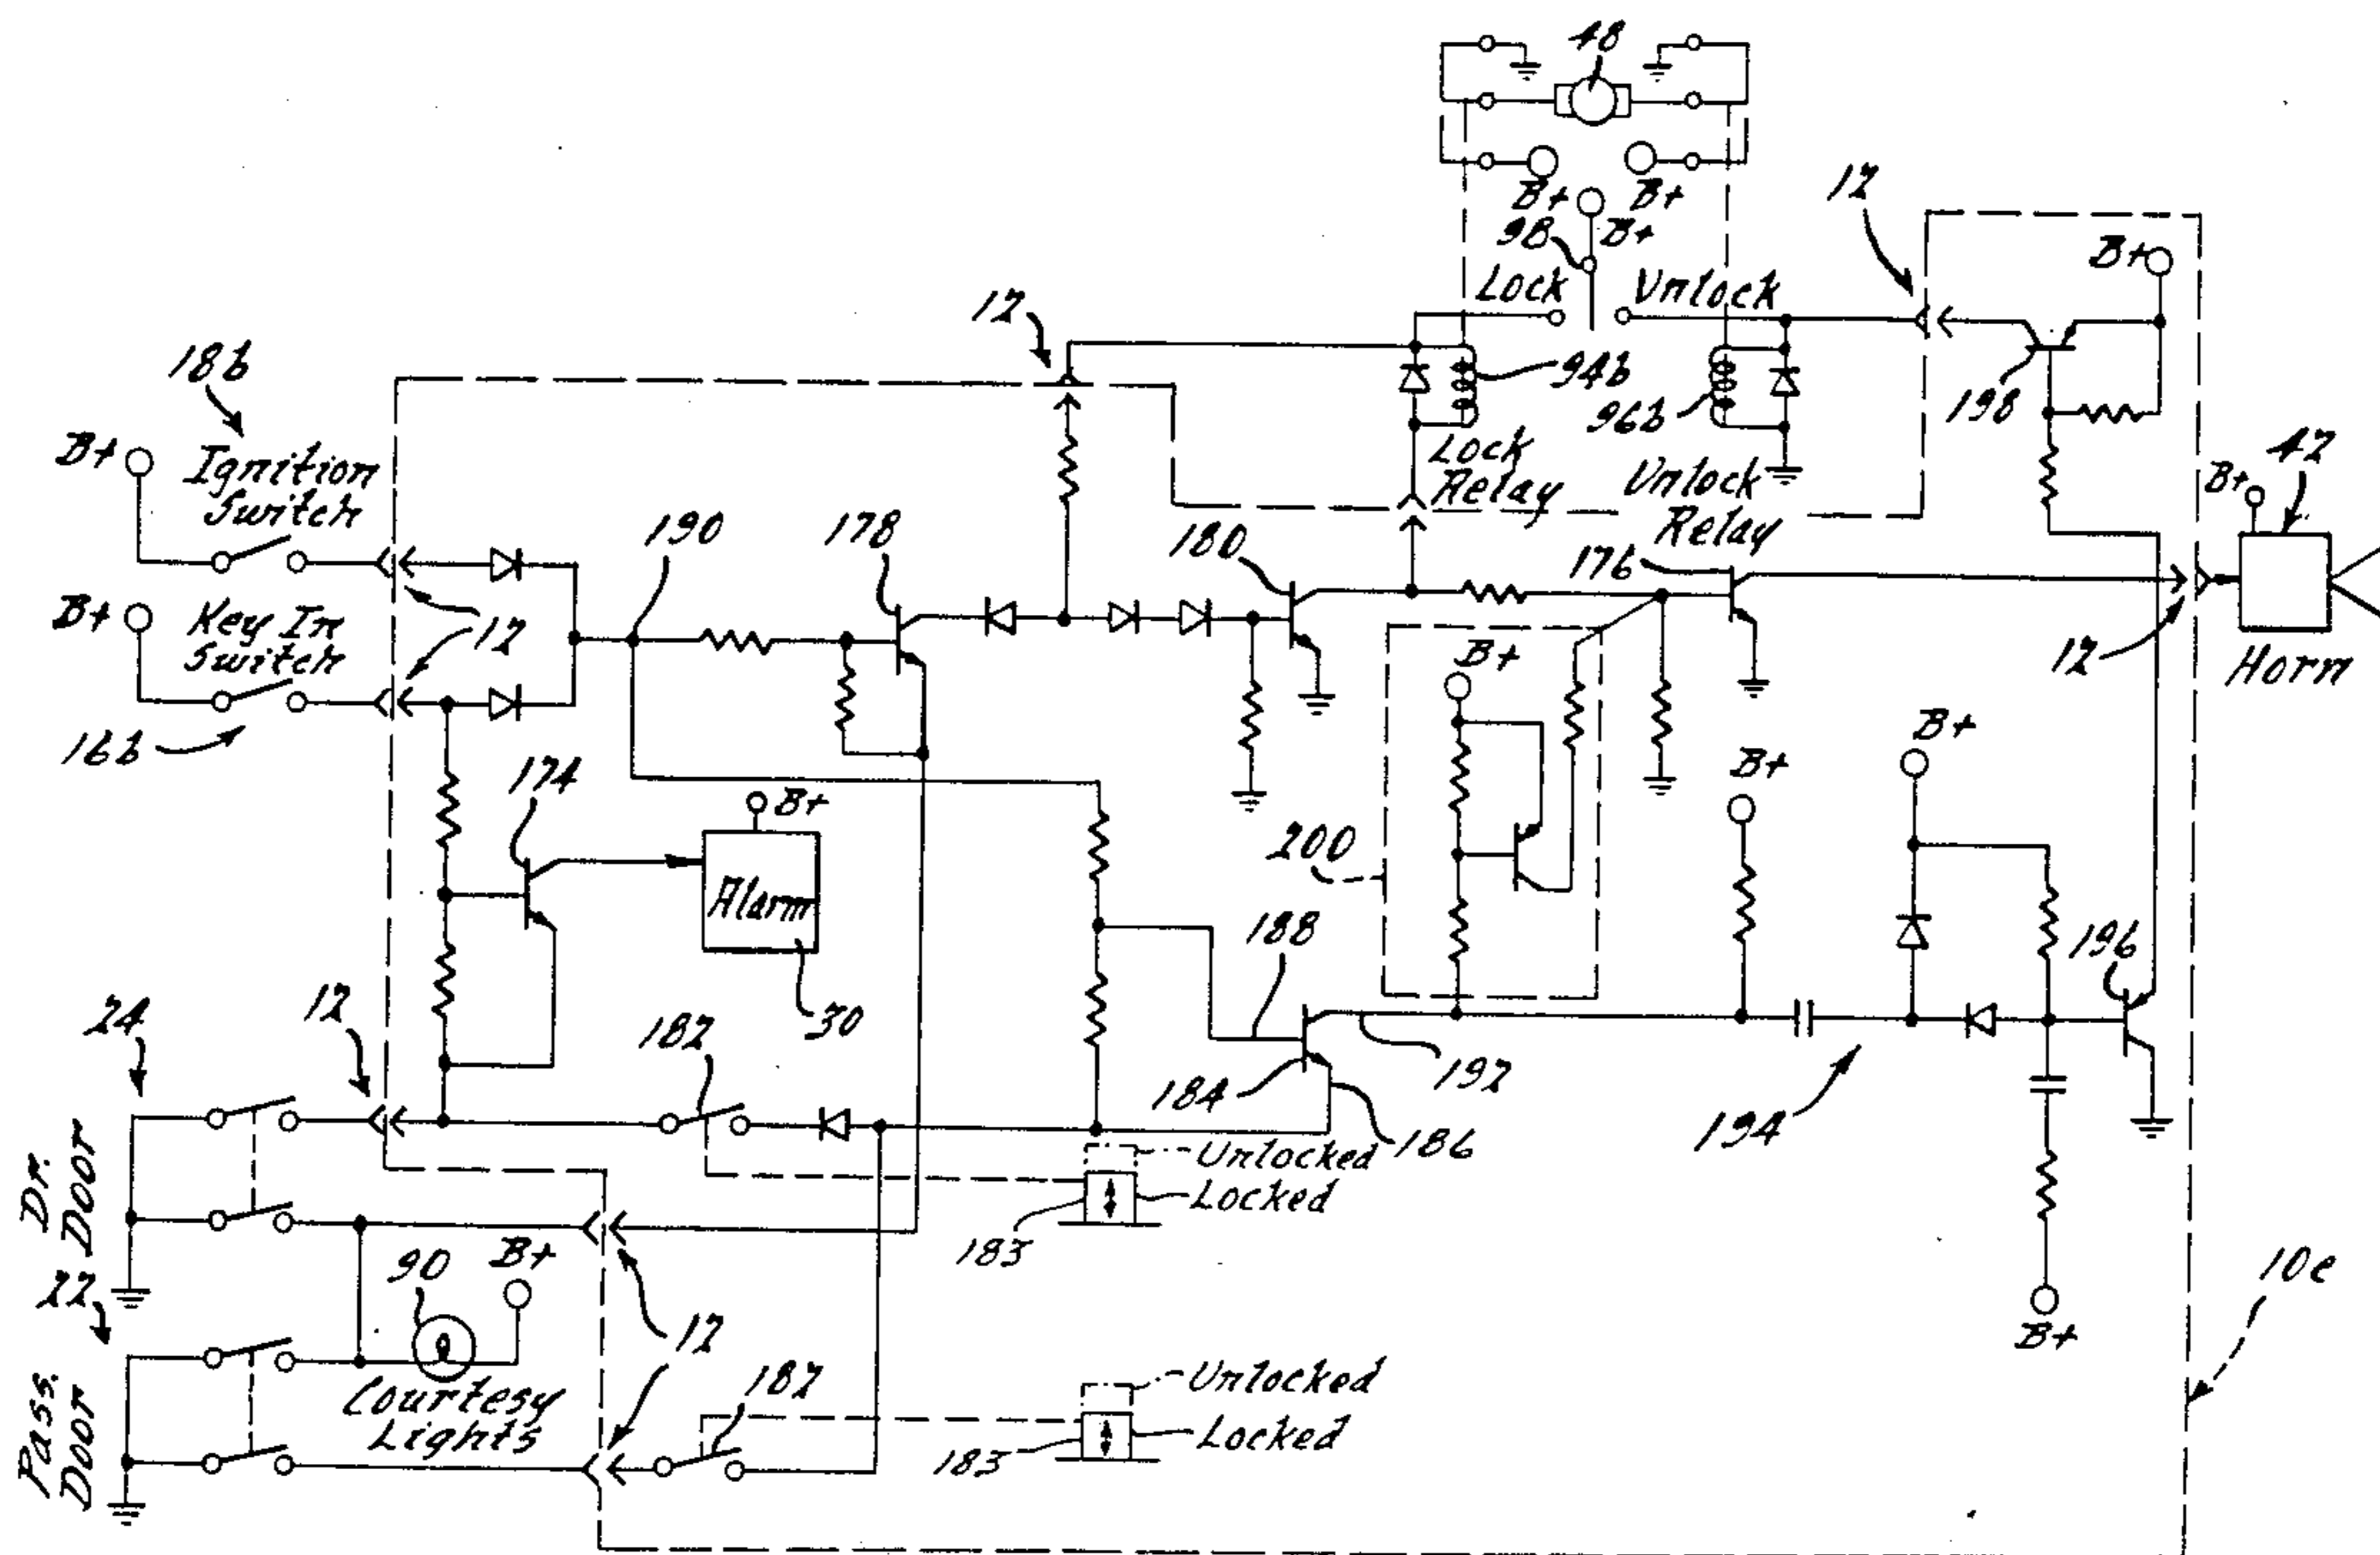 48
B+
B+
B+
98
12
B+
Lock
Unlock
12
18b
94b
96b
198
B+
Ignition
Switch
Lock
Relay
Unlock
Relay
42
B+
190
178
180
176
B+
Key In
Switch
12
B+
12
Horn
16b
174
B+
B+
B+
200
Alarm
30
188
196
24
12
182
184
192
194
186
Unlocked
Locked
183
Dr.
Door
22
90
B+
10e
12
B+
Pass.
Door
Courtesy
Lights
182
Unlocked
Locked
183